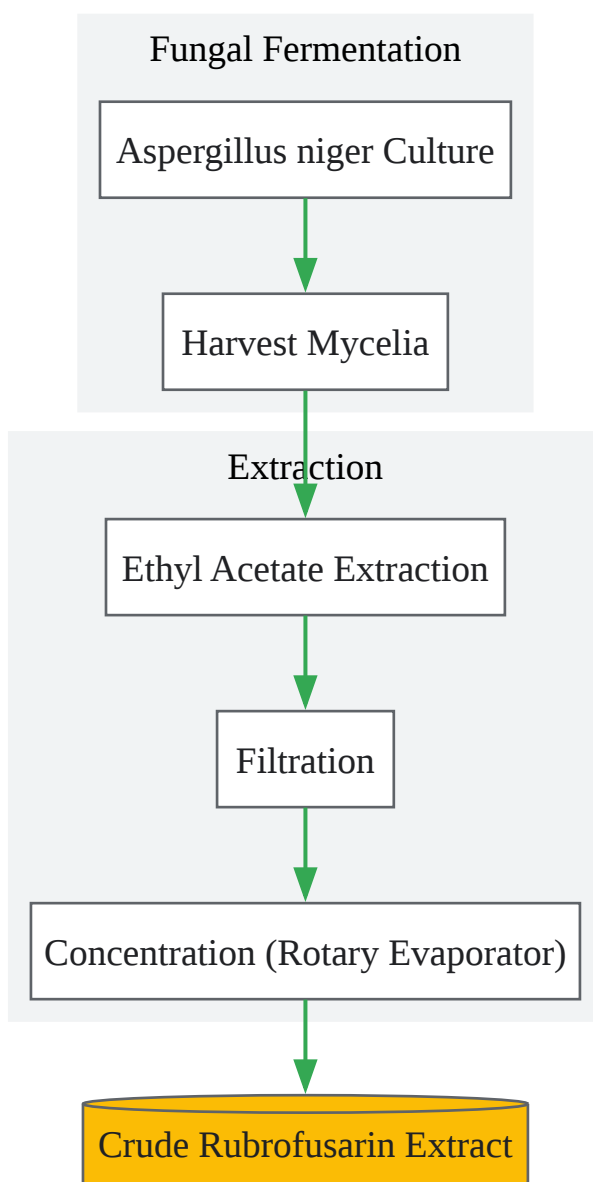 Fungal Fermentation
Aspergillus niger Culture
Harvest Mycelia
Extraction
Ethyl Acetate Extraction
Filtration
Concentration (Rotary Evaporator)
Crude Rubrofusarin Extract